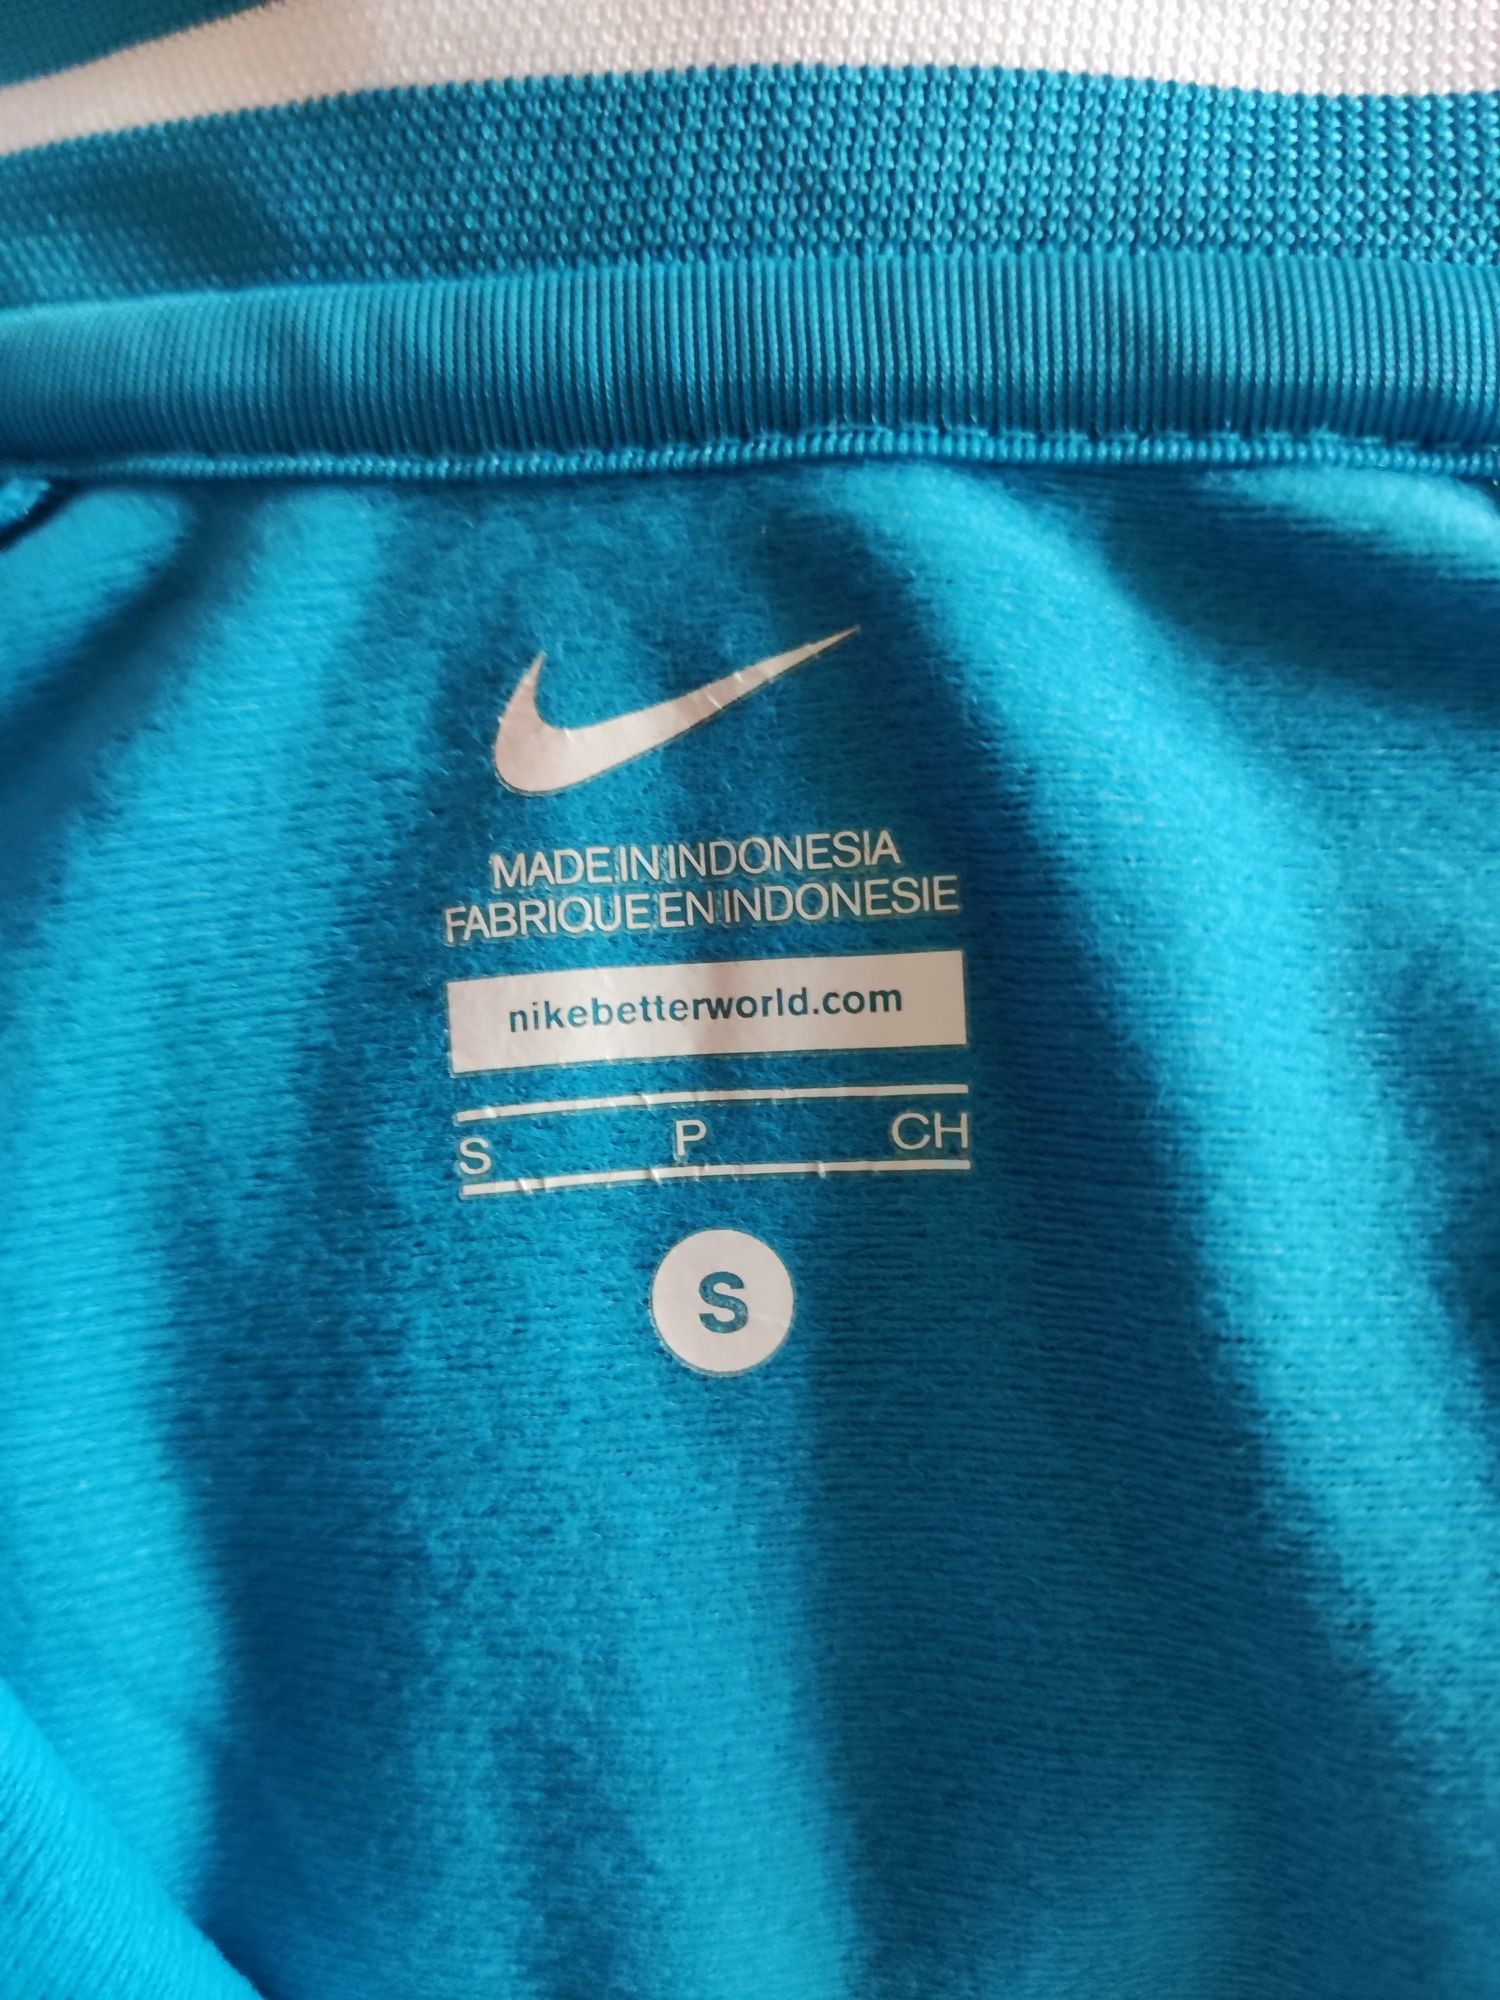 MADE IN INDONESIA
FABRIQUE EN INDONESIE
nikebetterworld.com
S P CH
S